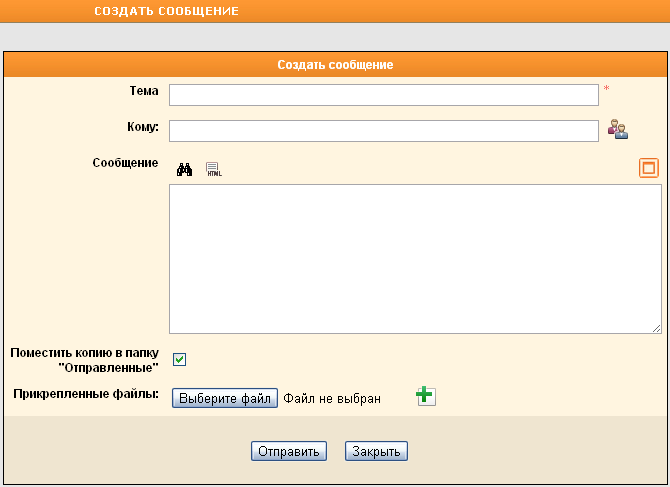 СОЗДАТЬ СООБЩЕНИЕ
Создать сообщение
Тема *
Кому:
Сообщение
HTML
Поместить копию в папку
"Отправленные"
Прикрепленные файлы: Выберите файл Файл не выбран
Отправить Закрыть